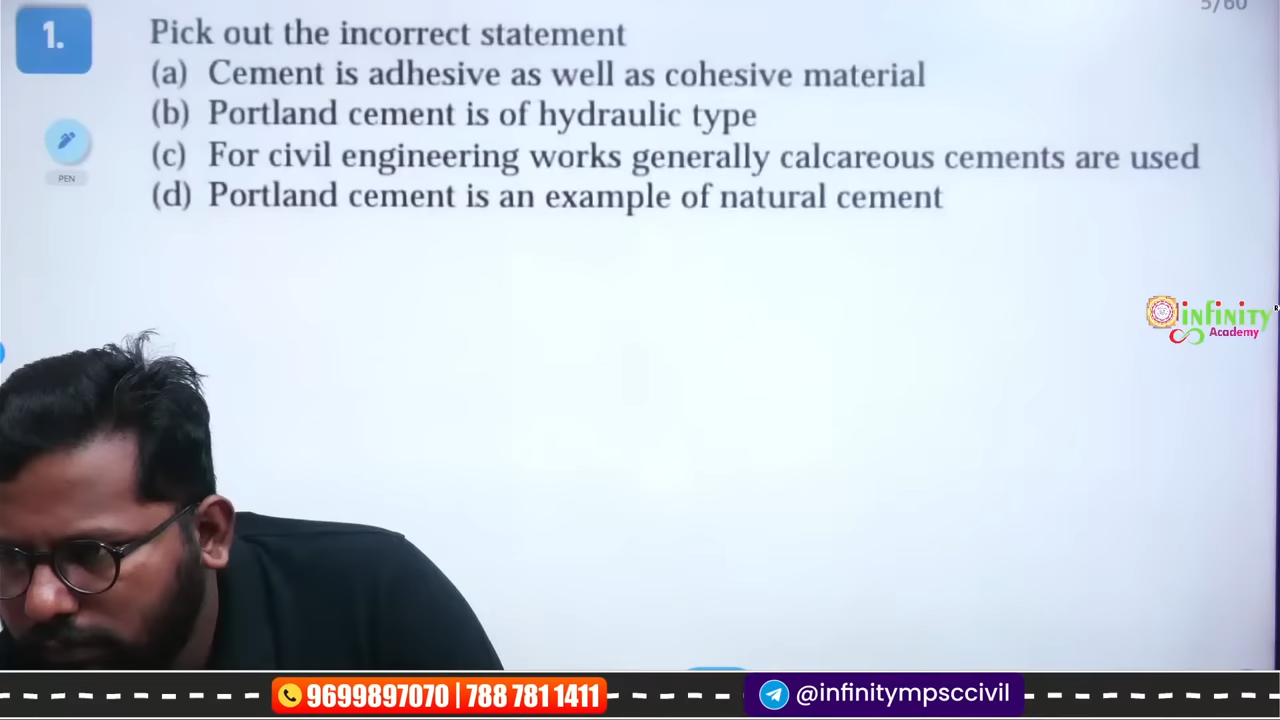 5/60
1.
Pick out the incorrect statement
(a) Cement is adhesive as well as cohesive material
(b) Portland cement is of hydraulic type
PEN
(c) For civil engineering works generally calcareous cements are used
(d) Portland cement is an example of natural cement
infinity
Academy
9699897070 | 788 781 1411
@infinitympsccivil